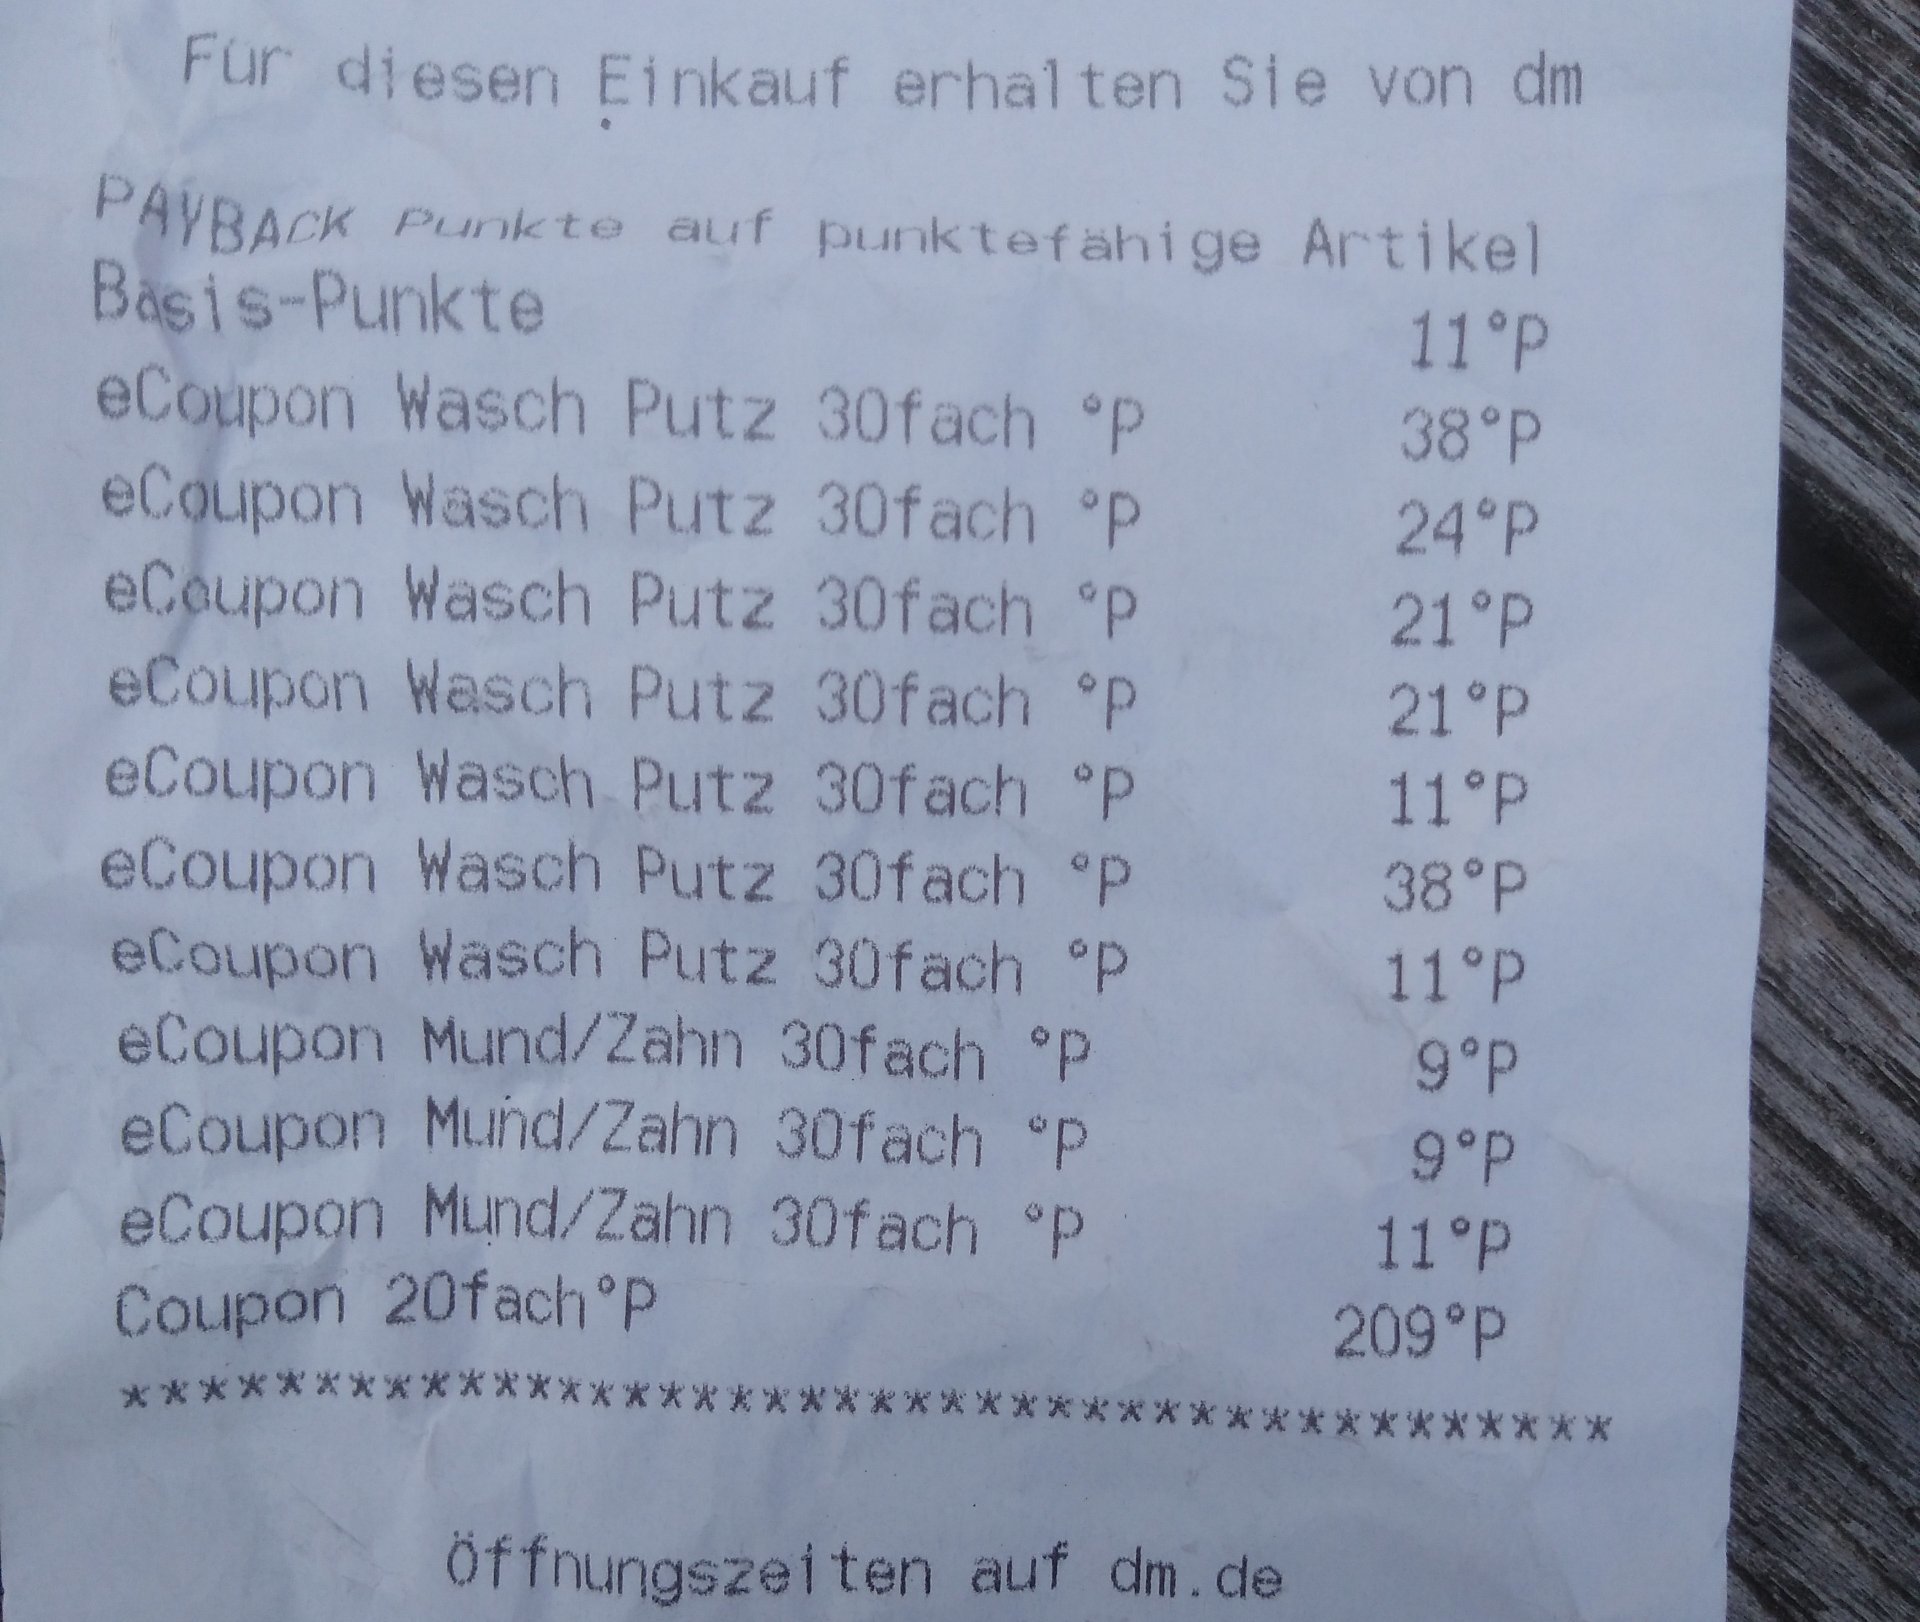 Für diesen Einkauf erhalten Sie von dm
PAYBACK Punkte auf punktefähige Artikel
Basis-Punkte 11°P
eCoupon Wasch Putz 30fach °P 38°P
eCoupon Wasch Putz 30fach °P 24°P
eCoupon Wasch Putz 30fach °P 21°P
eCoupon Wasch Putz 30fach °P 21°P
eCoupon Wasch Putz 30fach °P 11°P
eCoupon Wasch Putz 30fach °P 38°P
eCoupon Wasch Putz 30fach °P 11°P
eCoupon Mund/Zahn 30fach °P 9°P
eCoupon Mund/Zahn 30fach °P 9°P
eCoupon Mund/Zahn 30fach °P 11°P
Coupon 20fach°P 209°P
******************************************
Öffnungszeiten auf dm.de